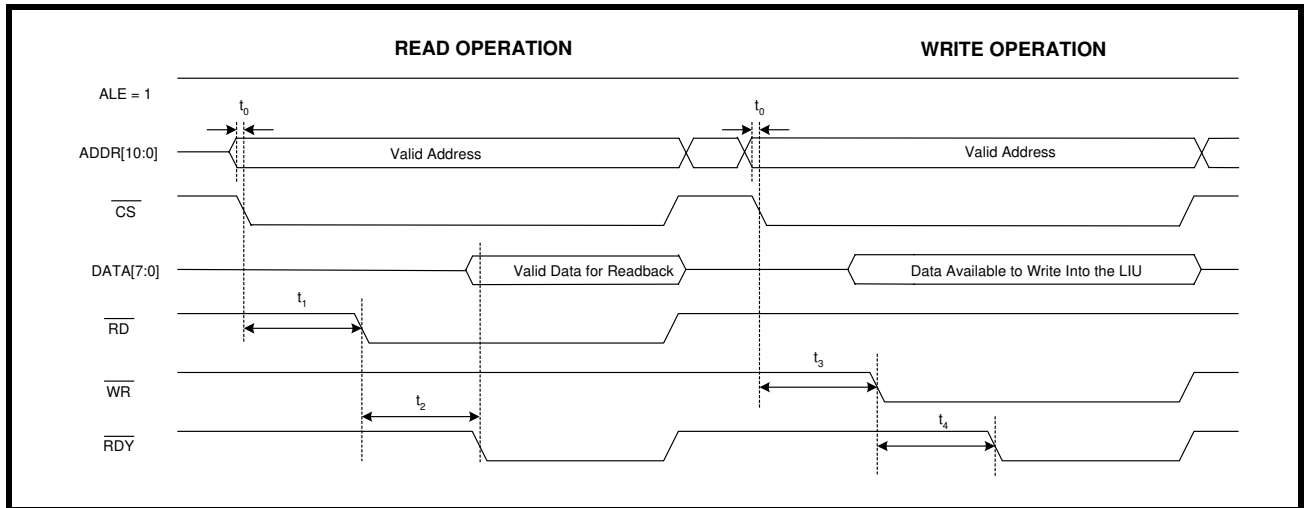 READ OPERATION WRITE OPERATION
ALE = 1
t0 t0
ADDR[10:0] Valid Address Valid Address
CS
DATA[7:0] Valid Data for Readback Data Available to Write Into the LIU
t1
RD
t3
WR
t2 t4
RDY